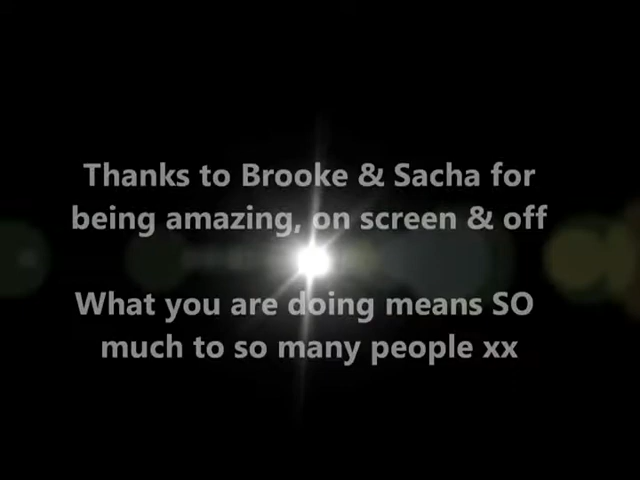 Thanks to Brooke & Sacha for
being amazing, on screen & off
What you are doing means SO
much to so many people xx